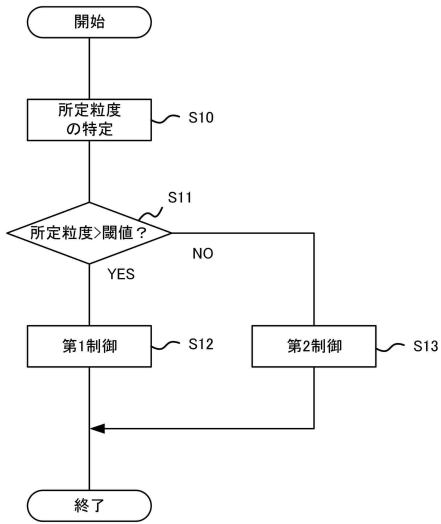 開始
所定粒度
の特定
S10
S11
所定粒度>閾値？
NO
YES
第1制御
S12
第2制御
S13
終了